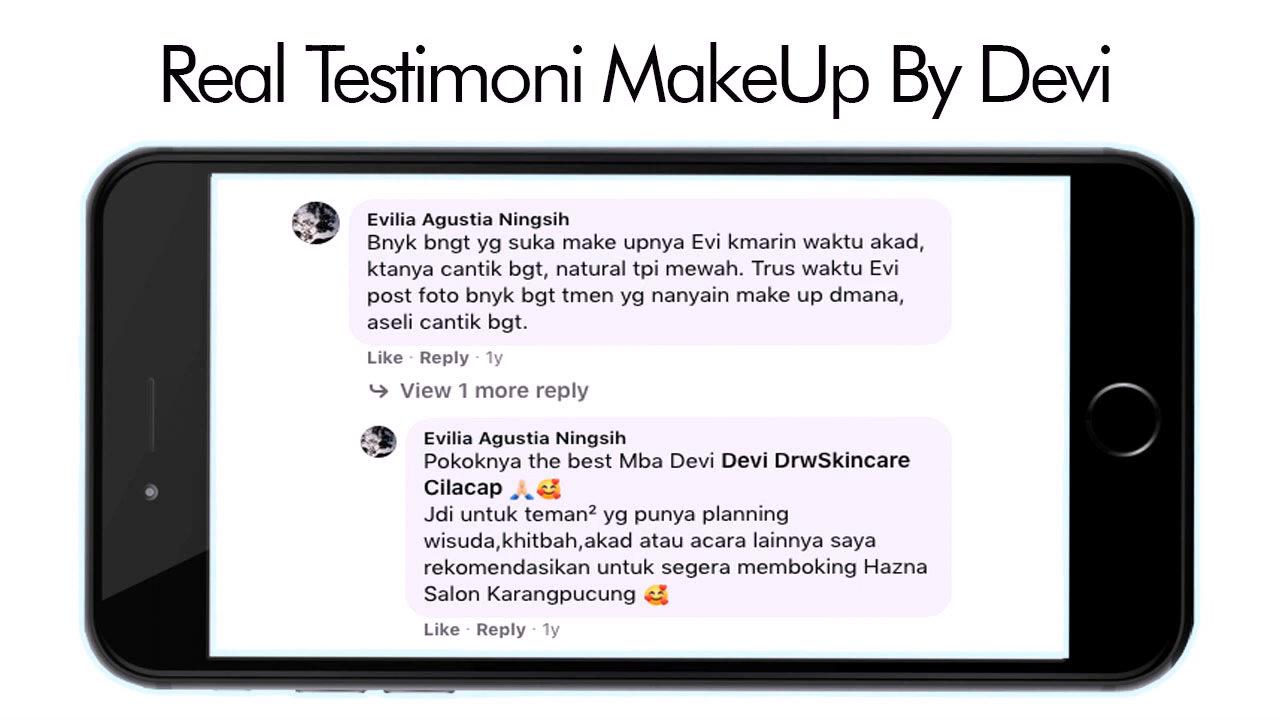 Real Testimoni MakeUp By Devi
Evilia Agustia Ningsih
Bnyk bngt yg suka make upnya Evi kmarin waktu akad,
ktanya cantik bgt, natural tpi mewah. Trus waktu Evi
post foto bnyk bgt tmen yg nanyain make up dmana,
aseli cantik bgt.
Like · Reply · 1y
View 1 more reply
Evilia Agustia Ningsih
Pokoknya the best Mba Devi Devi DrwSkincare
Cilacap 🙏🏻🥰
Jdi untuk teman² yg punya planning
wisuda,khitbah,akad atau acara lainnya saya
rekomendasikan untuk segera memboking Hazna
Salon Karangpucung 🥰
Like · Reply · 1y